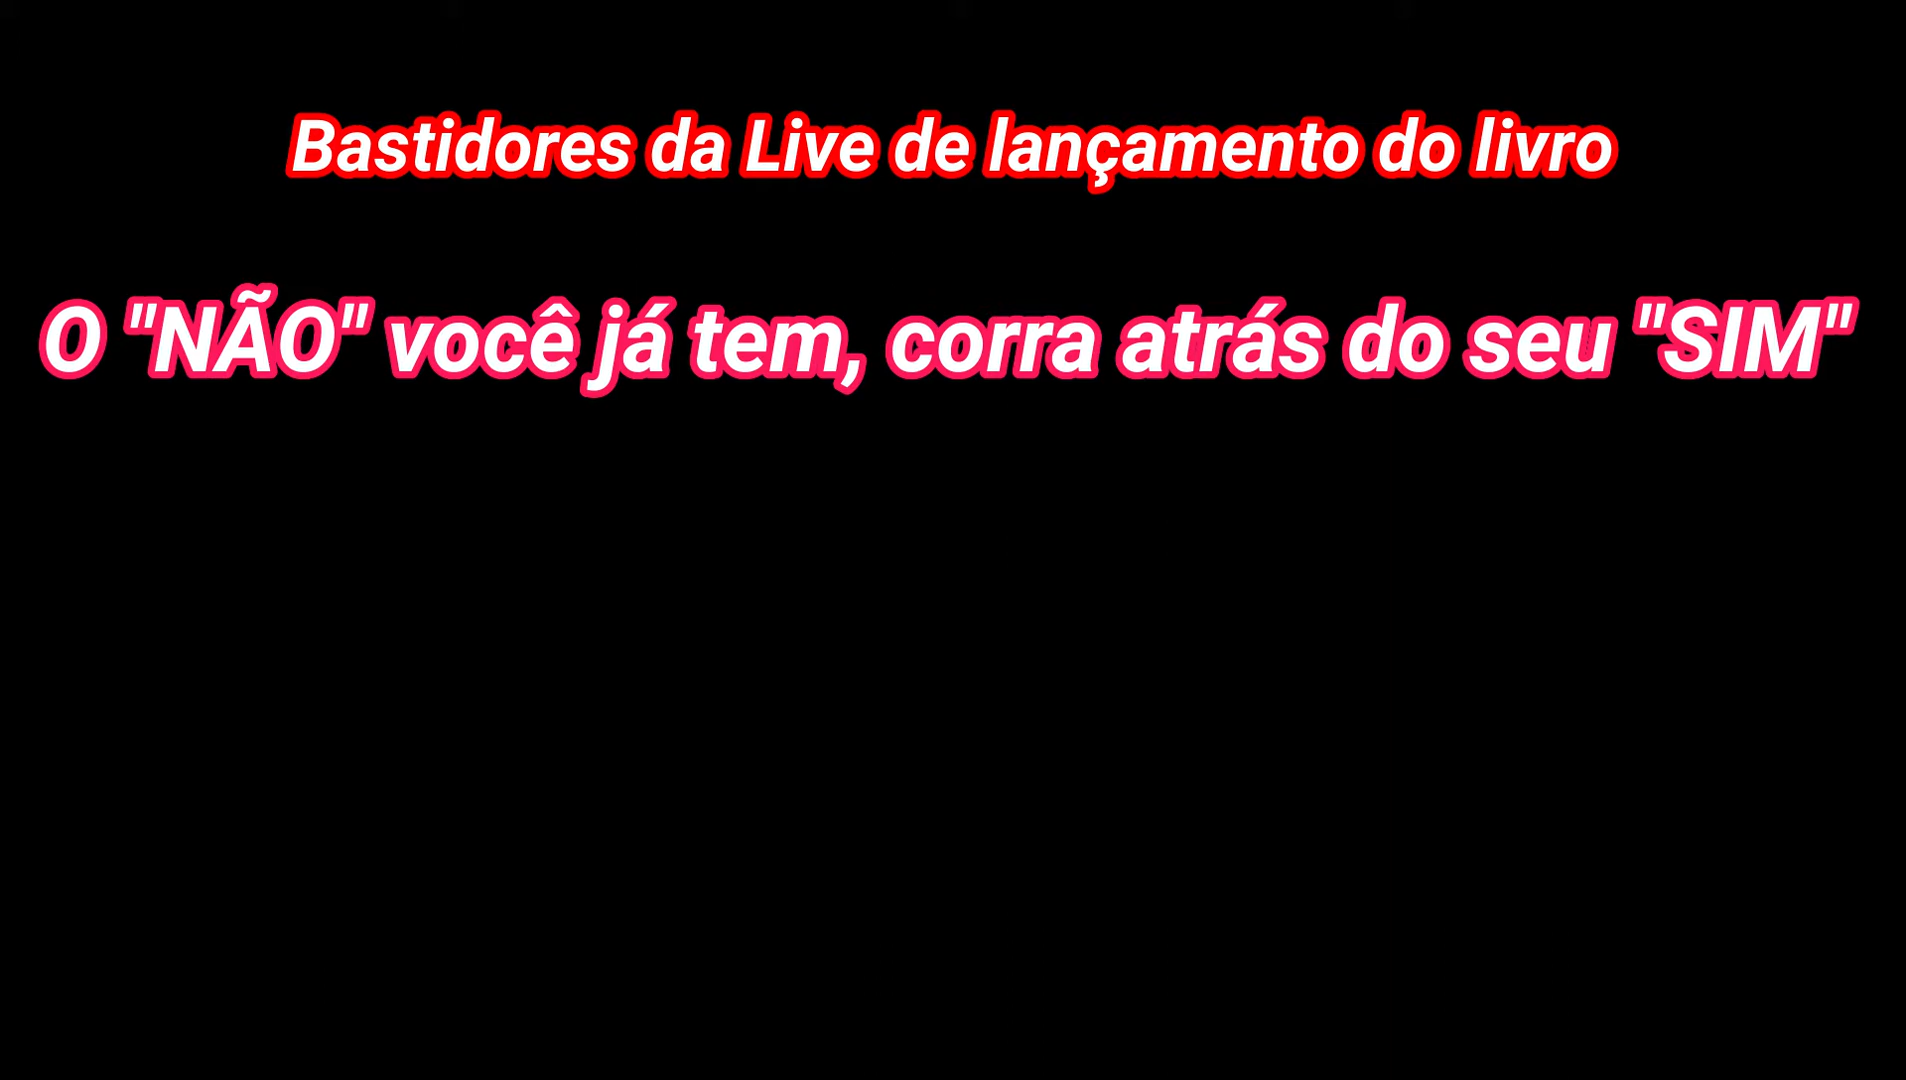 Bastidores da Live de lançamento do livro
O "NÃO" você já tem, corra atrás do seu "SIM"